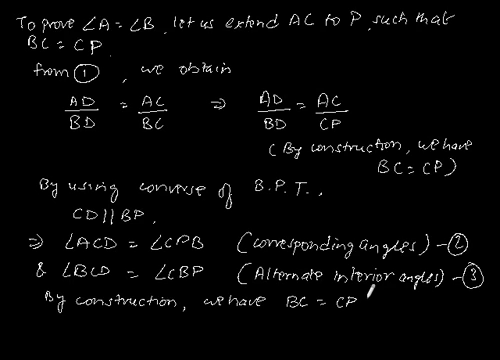 To prove ∠A = ∠B, let us extend AC to P, such that
BC = CP.
from ①, we obtain
AD/BD = AC/BC ⇒ AD/BD = AC/CP
(By construction, we have
BC = CP)
By using converse of B.P.T.,
CD || BP,
⇒ ∠ACD = ∠CPB (corresponding angles) - ②
& ∠BCD = ∠CBP (Alternate interior angles) - ③
By construction, we have BC = CP